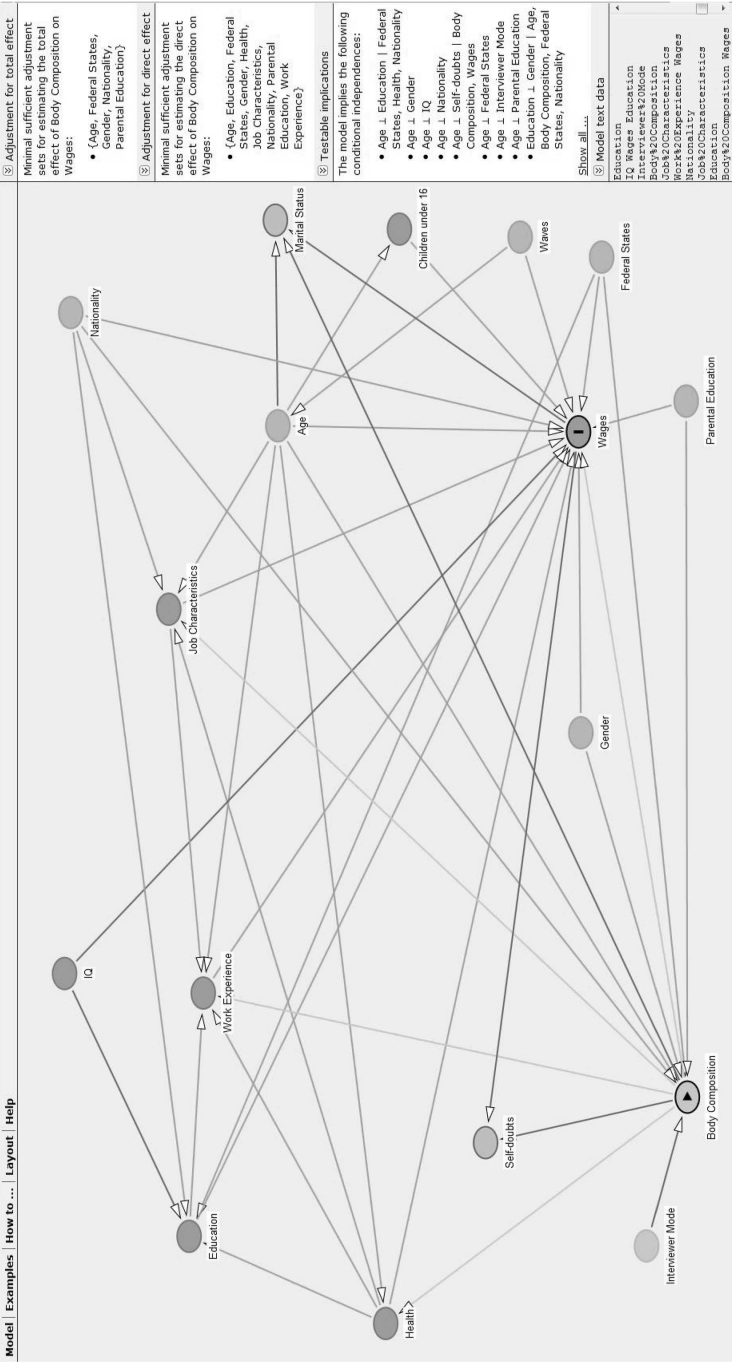 Model | Examples | How to ... | Layout | Help
Nationality
IQ
Job Characteristics
Marital Status
Age
Work Experience
Education
Children under 16
Health
Self-doubts
Waves
Wages
Gender
Federal States
Interviewer Mode
Body Composition
Parental Education
Adjustment for total effect
Minimal sufficient adjustment
sets for estimating the total
effect of Body Composition on
Wages:
• {Age, Federal States,
Gender, Nationality,
Parental Education}
Adjustment for direct effect
Minimal sufficient adjustment
sets for estimating the direct
effect of Body Composition on
Wages:
• {Age, Education, Federal
States, Gender, Health,
Job Characteristics,
Nationality, Parental
Education, Work
Experience}
Testable implications
The model implies the following
conditional independences:
• Age ⊥ Education | Federal
States, Health, Nationality
• Age ⊥ Gender
• Age ⊥ IQ
• Age ⊥ Nationality
• Age ⊥ Self-doubts | Body
Composition, Wages
• Age ⊥ Federal States
• Age ⊥ Interviewer Mode
• Age ⊥ Parental Education
• Education ⊥ Gender | Age,
Body Composition, Federal
States, Nationality
Show all ...
Model text data
Education
IQ Wages Education
Interviewer%20Mode
Body%20Composition
Job%20Characteristics
Work%20Experience Wages
Nationality
Job%20Characteristics
Education
Body%20Composition Wages